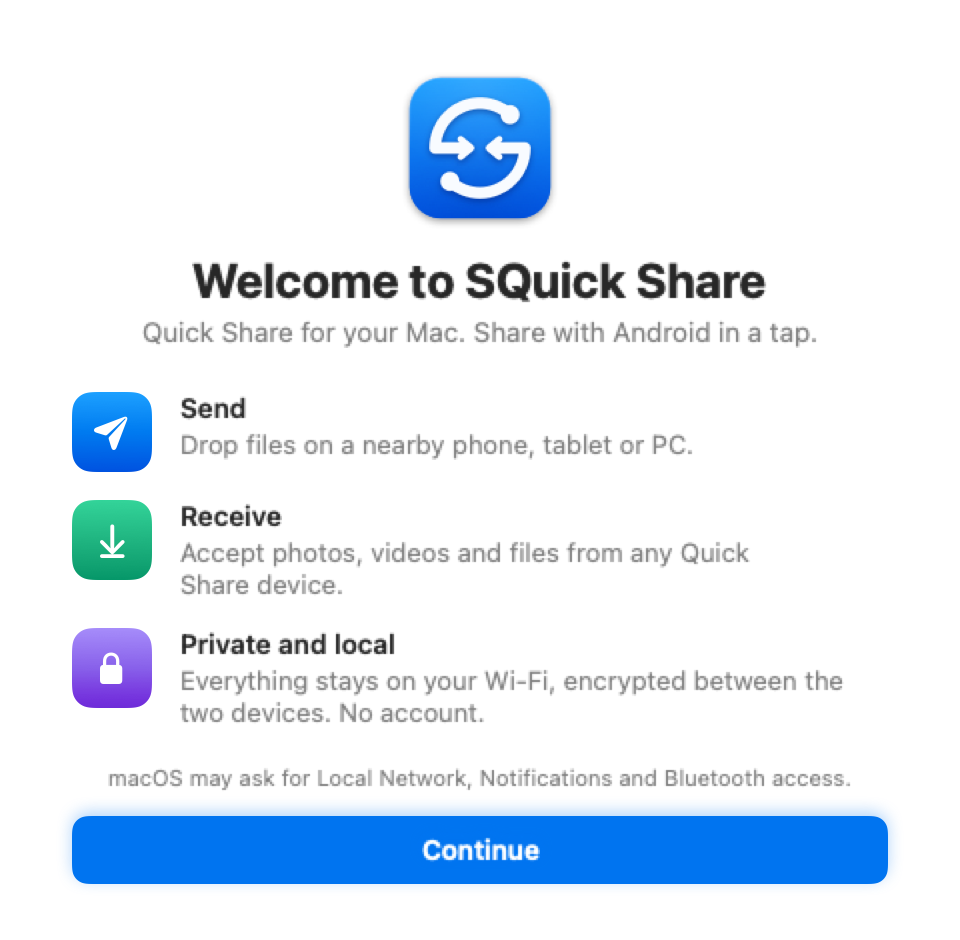 Welcome to SQuick Share
Quick Share for your Mac. Share with Android in a tap.
Send
Drop files on a nearby phone, tablet or PC.
Receive
Accept photos, videos and files from any Quick
Share device.
Private and local
Everything stays on your Wi-Fi, encrypted between the
two devices. No account.
macOS may ask for Local Network, Notifications and Bluetooth access.
Continue